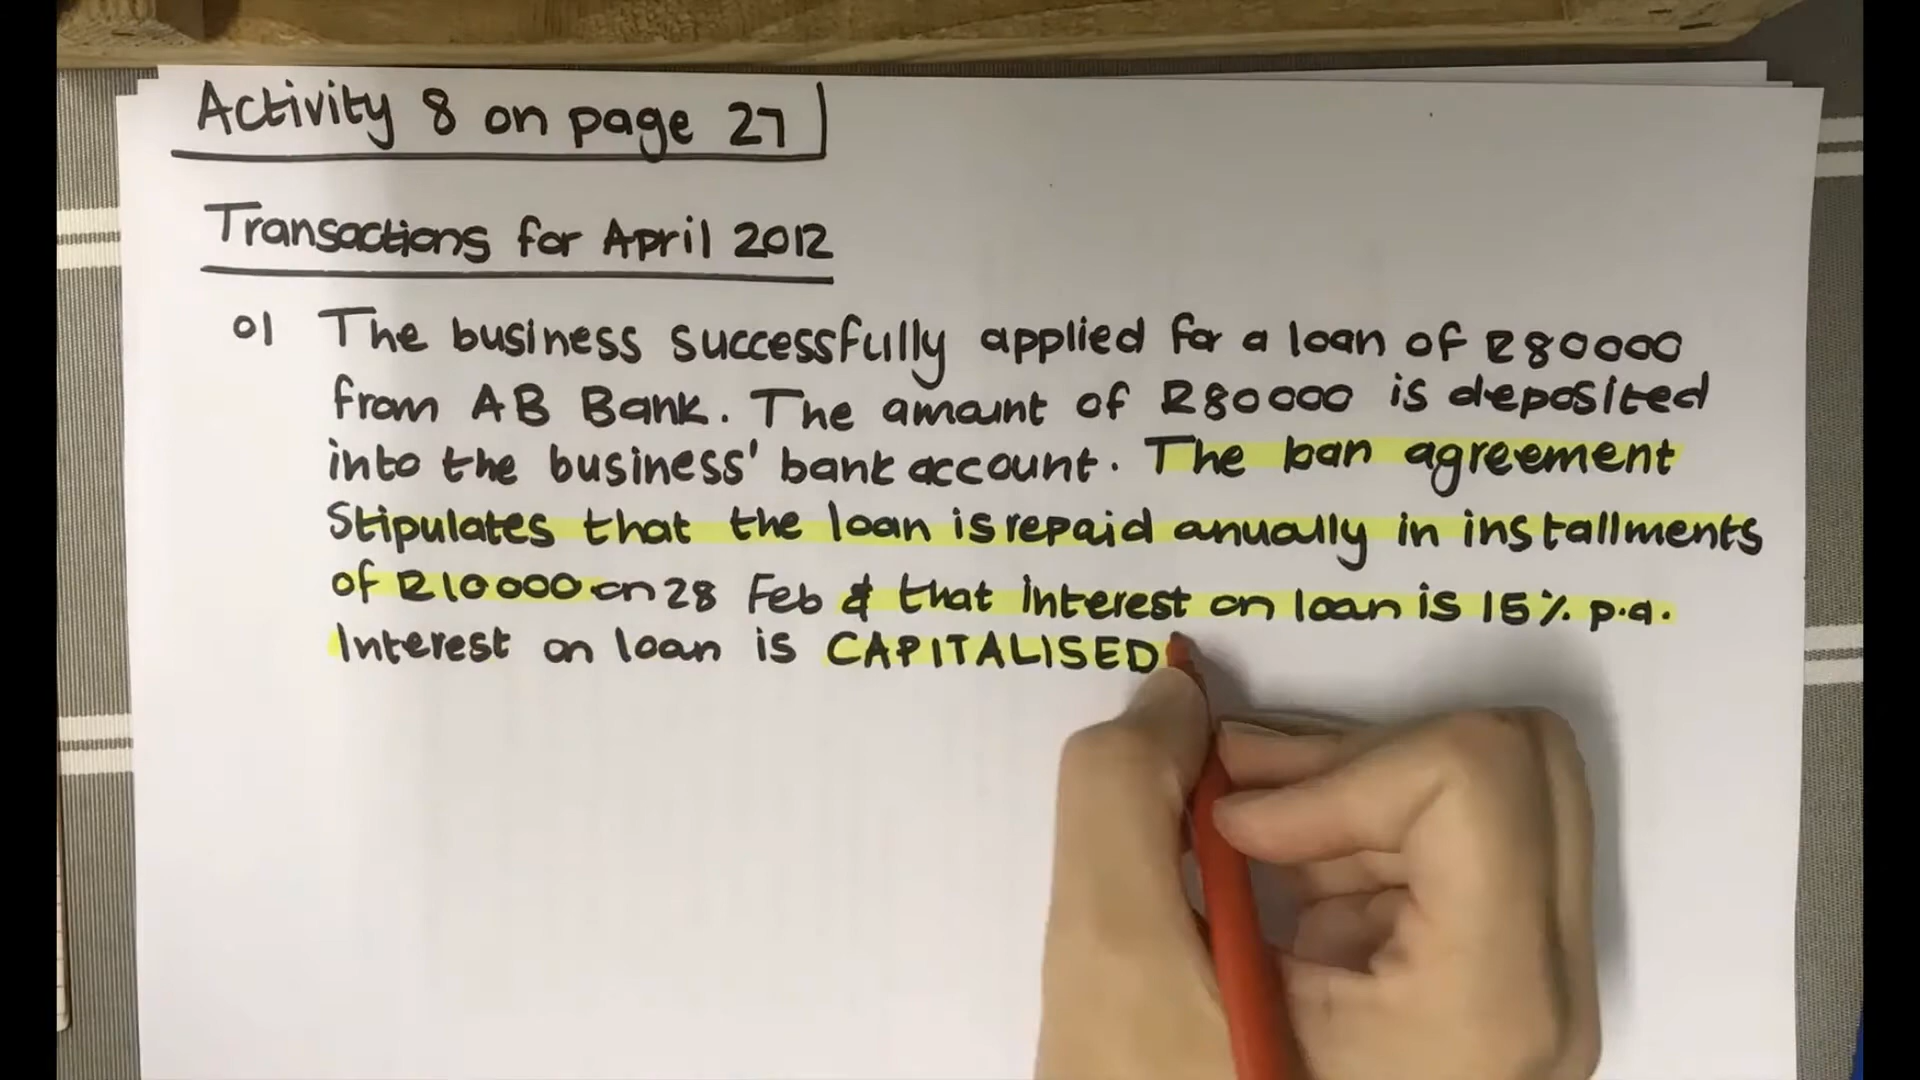 Activity 8 on page 27
Transactions for April 2012
01 The business successfully applied for a loan of R80000
from AB Bank. The amount of R80000 is deposited
into the business' bank account. The loan agreement
Stipulates that the loan is repaid anually in installments
of R10000 on 28 Feb & that interest on loan is 15% p.a.
Interest on loan is CAPITALISED